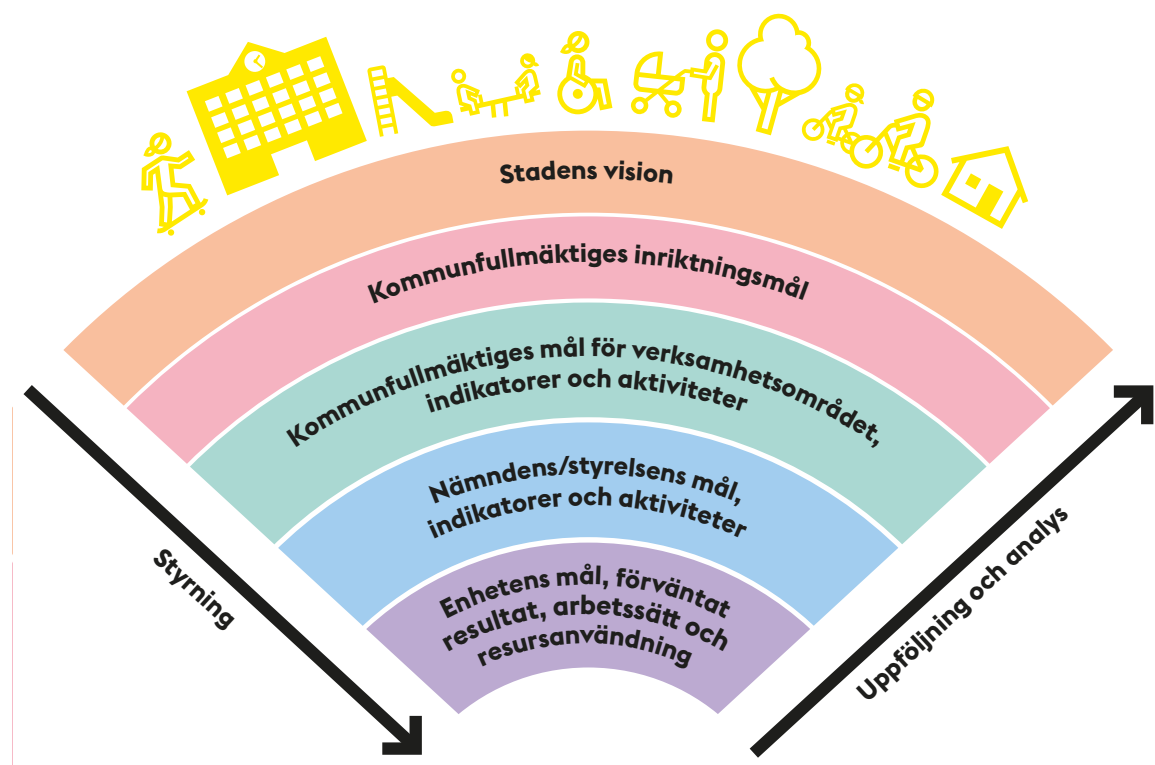 Stadens vision
Kommunfullmäktiges inriktningsmål
Kommunfullmäktiges mål för verksamhetsområdet,
indikatorer och aktiviteter
Nämndens/styrelsens mål,
indikatorer och aktiviteter
Enhetens mål, förväntat
resultat, arbetssätt och
resursanvändning
Styrning
Uppföljning och analys